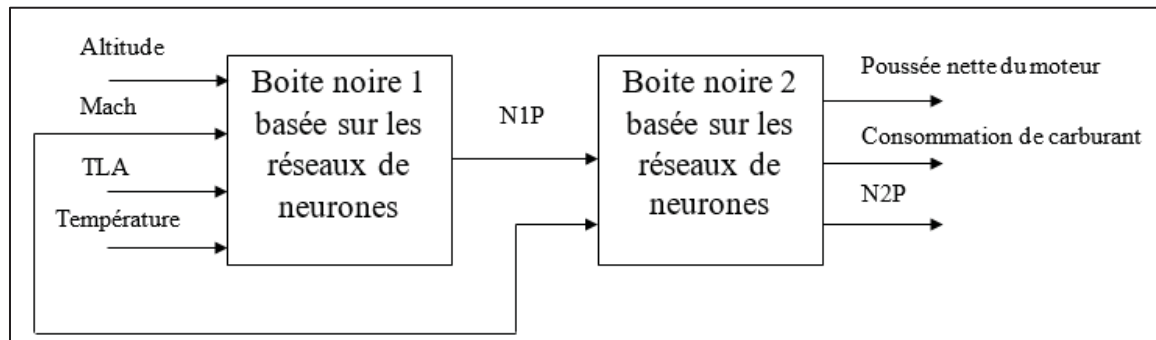 Altitude
Mach
TLA
Température
Boite noire 1
basée sur les
réseaux de
neurones
N1P
Boite noire 2
basée sur les
réseaux de
neurones
Poussée nette du moteur
Consommation de carburant
N2P